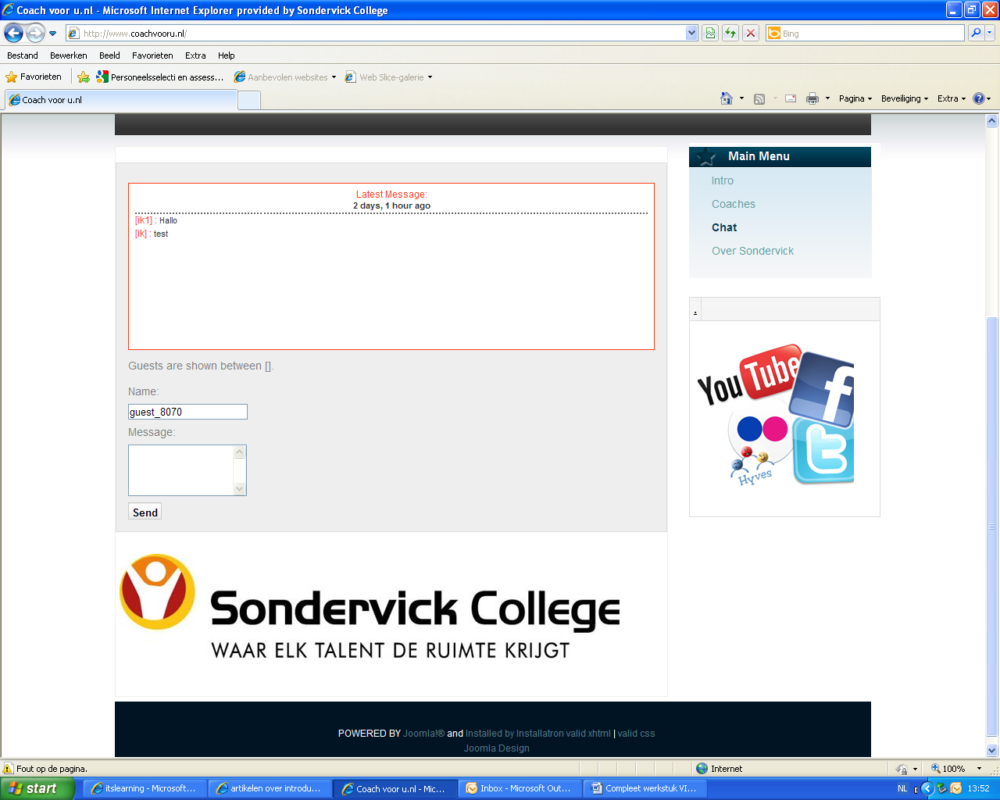 Coach voor u.nl - Microsoft Internet Explorer provided by Sondervick College
http://www.coachvooru.nl/
Bing
Bestand Bewerken Beeld Favorieten Extra Help
Favorieten Personeelsselecti en assess... Aanbevolen websites Web Slice-galerie
Coach voor u.nl
Pagina Beveiliging Extra
Main Menu
Intro
Coaches
Chat
Over Sondervick
Latest Message:
2 days, 1 hour ago
[ik1] : Hallo
[ik] : test
Guests are shown between [].
Name:
guest_8070
Message:
Send
.
YouTube
f
t
Hyves
Sondervick College
WAAR ELK TALENT DE RUIMTE KRIJGT
POWERED BY Joomla!® and Installed by Installatron valid xhtml | valid css
Joomla Design
Fout op de pagina.
Internet
100%
start
itslearning - Microsoft...
artikelen over introdu...
Coach voor u.nl - Mic...
Inbox - Microsoft Out...
Compleet werkstuk VI...
NL
13:52